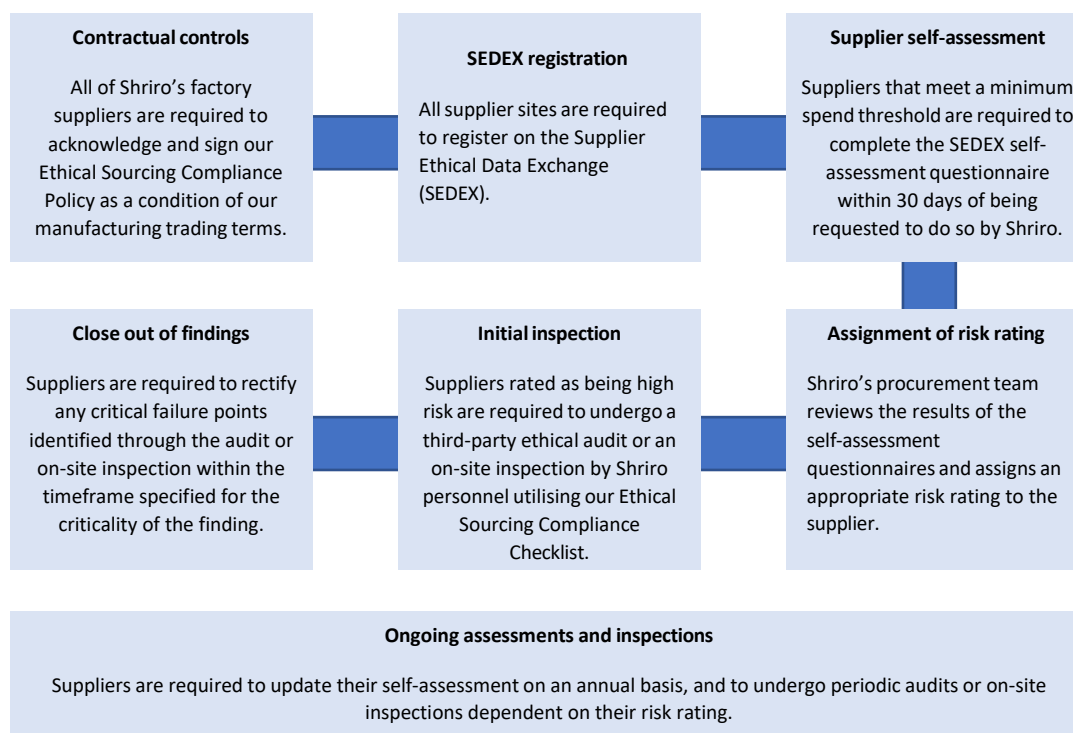 Contractual controls
All of Shriro’s factory
suppliers are required to
acknowledge and sign our
Ethical Sourcing Compliance
Policy as a condition of our
manufacturing trading terms.
SEDEX registration
All supplier sites are required
to register on the Supplier
Ethical Data Exchange
(SEDEX).
Supplier self-assessment
Suppliers that meet a minimum
spend threshold are required to
complete the SEDEX self-
assessment questionnaire
within 30 days of being
requested to do so by Shriro.
Assignment of risk rating
Shriro’s procurement team
reviews the results of the
self-assessment
questionnaires and assigns an
appropriate risk rating to the
supplier.
Initial inspection
Suppliers rated as being high
risk are required to undergo a
third-party ethical audit or an
on-site inspection by Shriro
personnel utilising our Ethical
Sourcing Compliance
Checklist.
Close out of findings
Suppliers are required to rectify
any critical failure points
identified through the audit or
on-site inspection within the
timeframe specified for the
criticality of the finding.
Ongoing assessments and inspections
Suppliers are required to update their self-assessment on an annual basis, and to undergo periodic audits or on-site
inspections dependent on their risk rating.